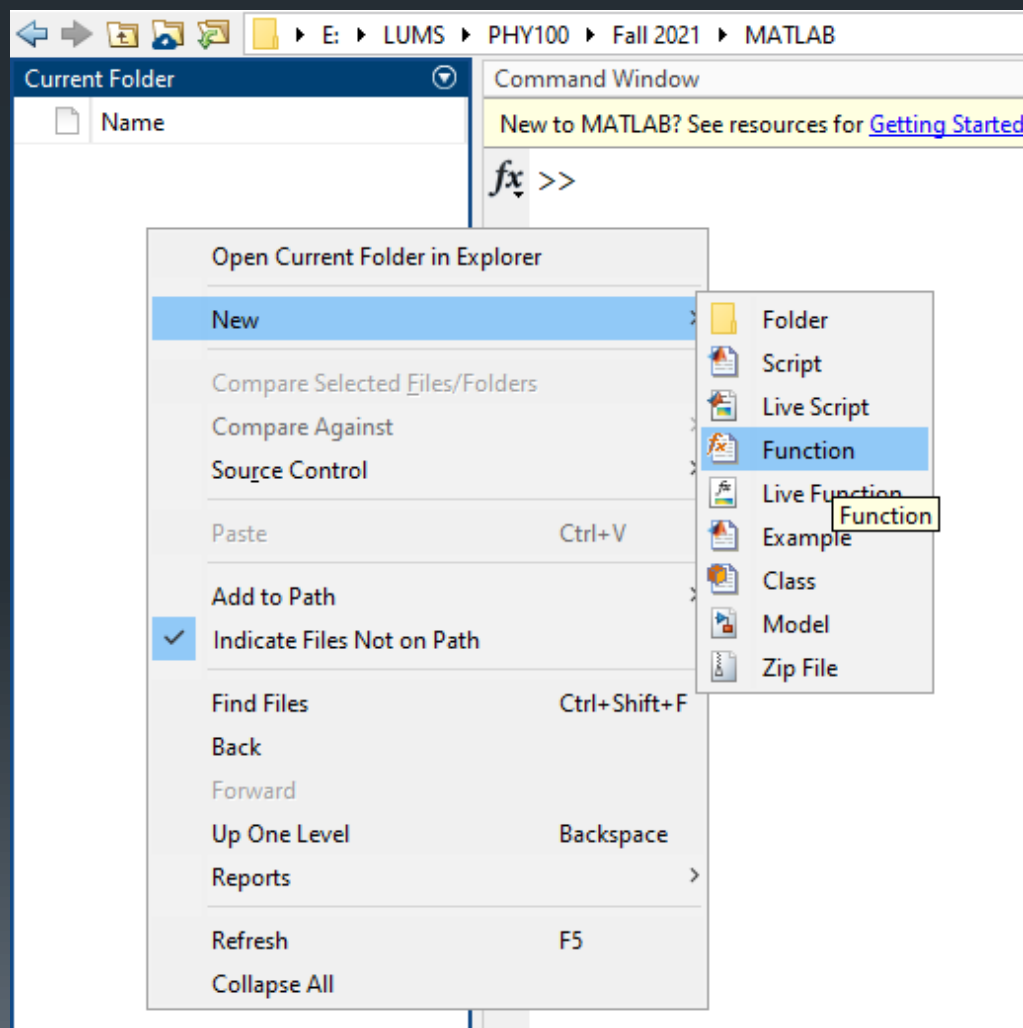 E: LUMS PHY100 Fall 2021 MATLAB
Current Folder
Name
Command Window
New to MATLAB? See resources for Getting Started
fx >>
Open Current Folder in Explorer
New
Compare Selected Files/Folders
Compare Against
Source Control
Paste Ctrl+V
Add to Path
Indicate Files Not on Path
Find Files Ctrl+Shift+F
Back
Forward
Up One Level Backspace
Reports
Refresh F5
Collapse All
Folder
Script
Live Script
Function
Live Function
Function
Example
Class
Model
Zip File